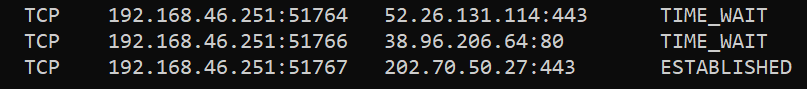 TCP    192.168.46.251:51764   52.26.131.114:443      TIME_WAIT
TCP    192.168.46.251:51766   38.96.206.64:80        TIME_WAIT
TCP    192.168.46.251:51767   202.70.50.27:443       ESTABLISHED